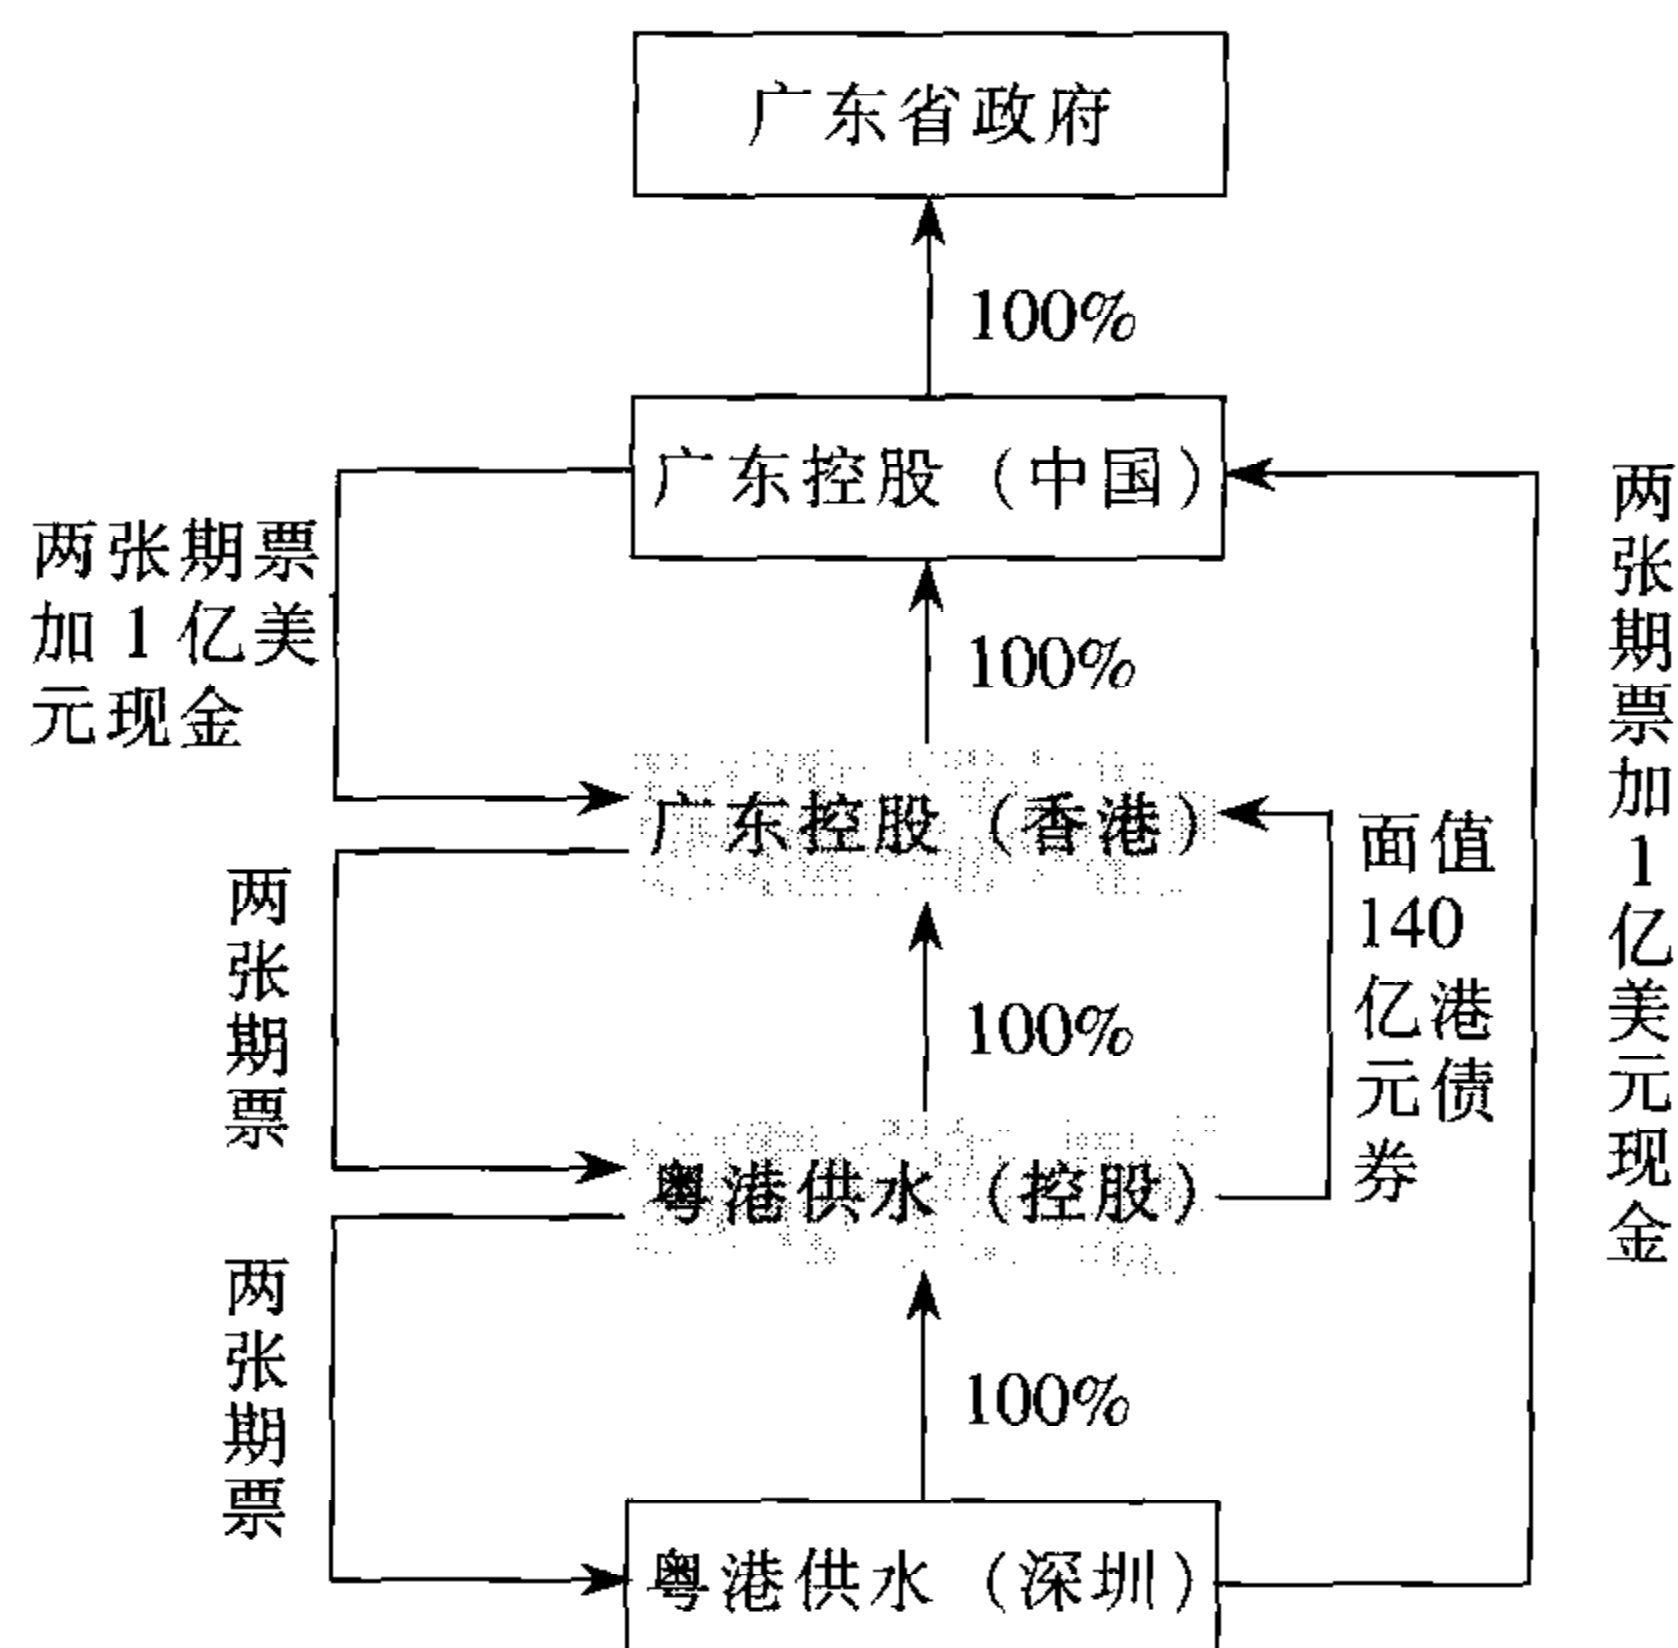 广东省政府
100%
广东控股（中国）
两张期票
加1亿美
元现金
100%
两张期票加1亿美元现金
广东控股（香港）
面值
140
亿港
元债
券
两张期票
100%
粤港供水（控股）
两张期票
100%
粤港供水（深圳）